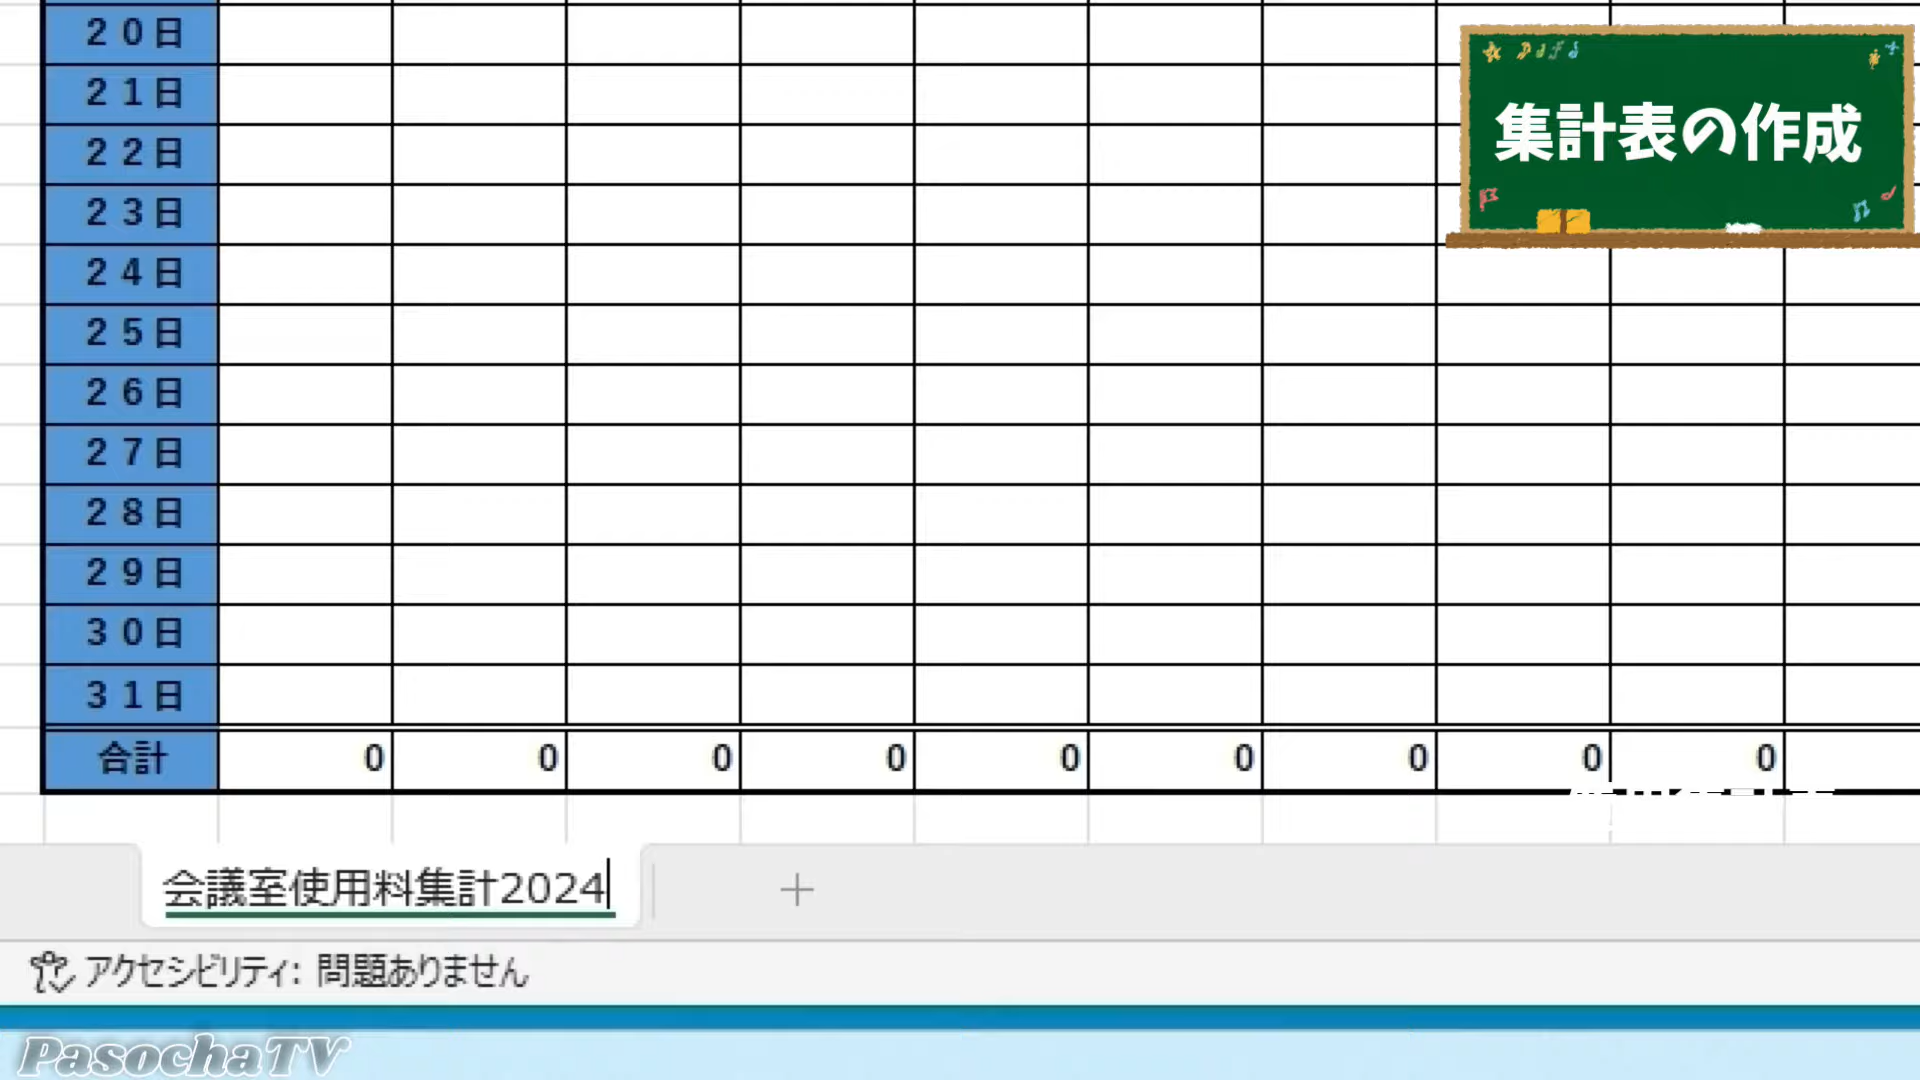 20日
21日
22日
23日
24日
25日
26日
27日
28日
29日
30日
31日
合計 0 0 0 0 0 0 0 0 0
集計表の作成
会議室使用料集計2024
アクセシビリティ: 問題ありません
PasochaTV